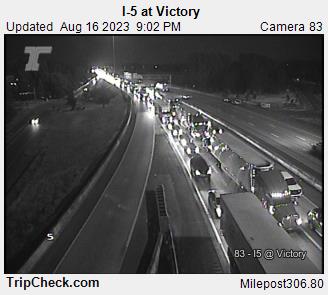 I-5 at Victory
Updated Aug 16 2023 9:02 PM Camera 83
T
S
83 - I5 @ Victory
TripCheck.com Milepost306.80